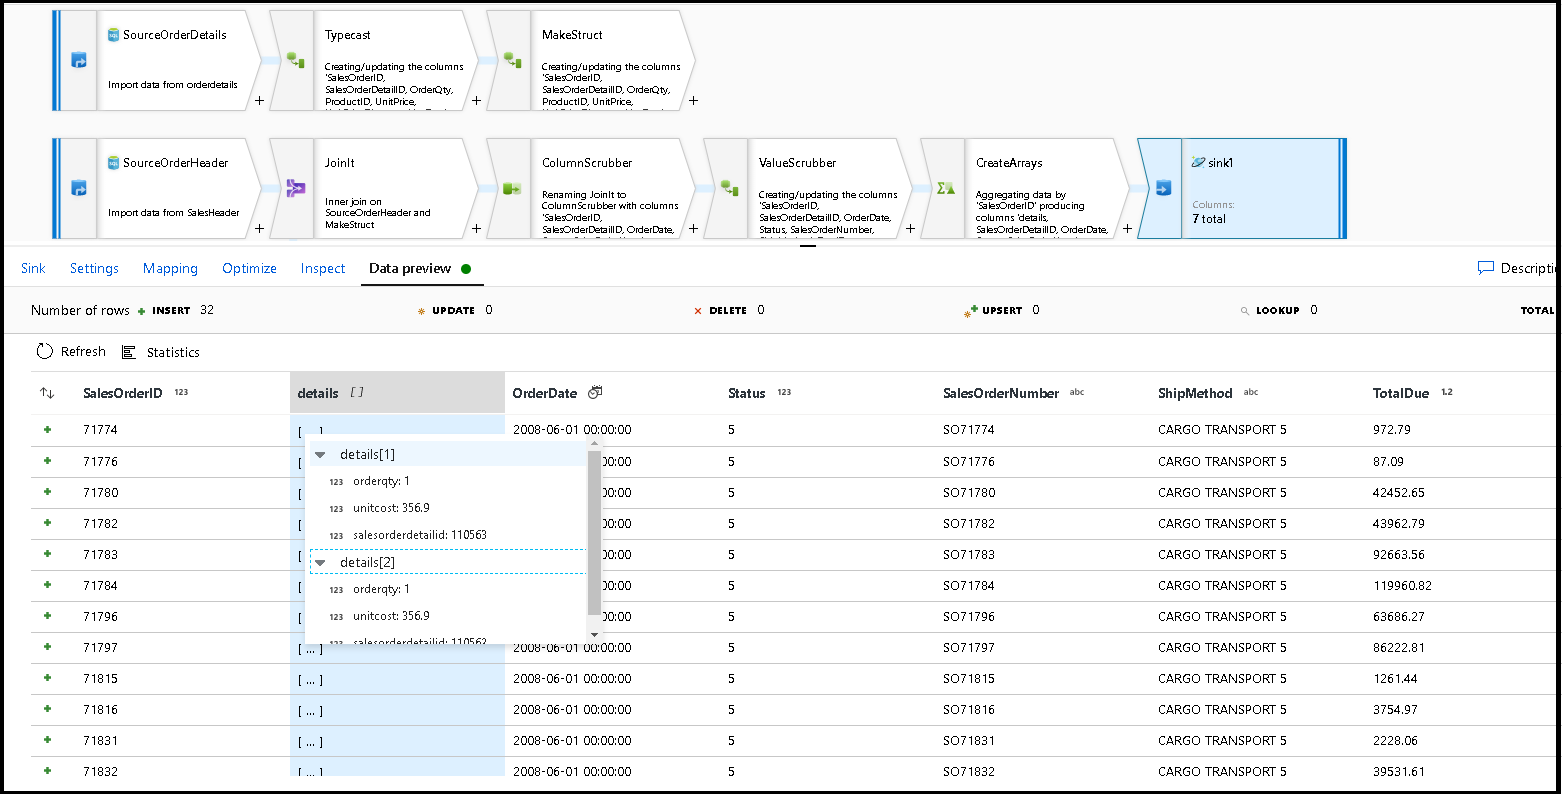 SourceOrderDetails
Import data from orderdetails
+
Typecast
Creating/updating the columns
'SalesOrderID,
SalesOrderDetailID, OrderQty,
ProductID, UnitPrice,
+
MakeStruct
Creating/updating the columns
'SalesOrderID,
SalesOrderDetailID, OrderQty,
ProductID, UnitPrice,
+
SourceOrderHeader
Import data from SalesHeader
+
JoinIt
Inner join on
SourceOrderHeader and
MakeStruct
+
ColumnScrubber
Renaming JoinIt to
ColumnScrubber with columns
'SalesOrderID,
SalesOrderDetailID, OrderDate,
+
ValueScrubber
Creating/updating the columns
'SalesOrderID,
SalesOrderDetailID, OrderDate,
Status, SalesOrderNumber,
+
CreateArrays
Aggregating data by
'SalesOrderID' producing
columns 'details,
SalesOrderDetailID, OrderDate,
+
sink1
Columns:
7 total
Sink Settings Mapping Optimize Inspect Data preview Descriptio
Number of rows INSERT 32 UPDATE 0 DELETE 0 UPSERT 0 LOOKUP 0 TOTAL
Refresh Statistics
SalesOrderID 123 details [ ] OrderDate Status 123 SalesOrderNumber abc ShipMethod abc TotalDue 1.2
71774 [ ... ] 2008-06-01 00:00:00 5 SO71774 CARGO TRANSPORT 5 972.79
71776 [ 00:00 5 SO71776 CARGO TRANSPORT 5 87.09
71780 [ 00:00 5 SO71780 CARGO TRANSPORT 5 42452.65
71782 [ 00:00 5 SO71782 CARGO TRANSPORT 5 43962.79
71783 [ 00:00 5 SO71783 CARGO TRANSPORT 5 92663.56
71784 [ 00:00 5 SO71784 CARGO TRANSPORT 5 119960.82
71796 [ 00:00 5 SO71796 CARGO TRANSPORT 5 63686.27
71797 [ ... ] 2008-06-01 00:00:00 5 SO71797 CARGO TRANSPORT 5 86222.81
71815 [ ... ] 2008-06-01 00:00:00 5 SO71815 CARGO TRANSPORT 5 1261.44
71816 [ ... ] 2008-06-01 00:00:00 5 SO71816 CARGO TRANSPORT 5 3754.97
71831 [ ... ] 2008-06-01 00:00:00 5 SO71831 CARGO TRANSPORT 5 2228.06
71832 [ ... ] 2008-06-01 00:00:00 5 SO71832 CARGO TRANSPORT 5 39531.61
details[1]
123 orderqty: 1
123 unitcost: 356.9
123 salesorderdetailid: 110563
details[2]
123 orderqty: 1
123 unitcost: 356.9
123 salesorderdetailid: 110563